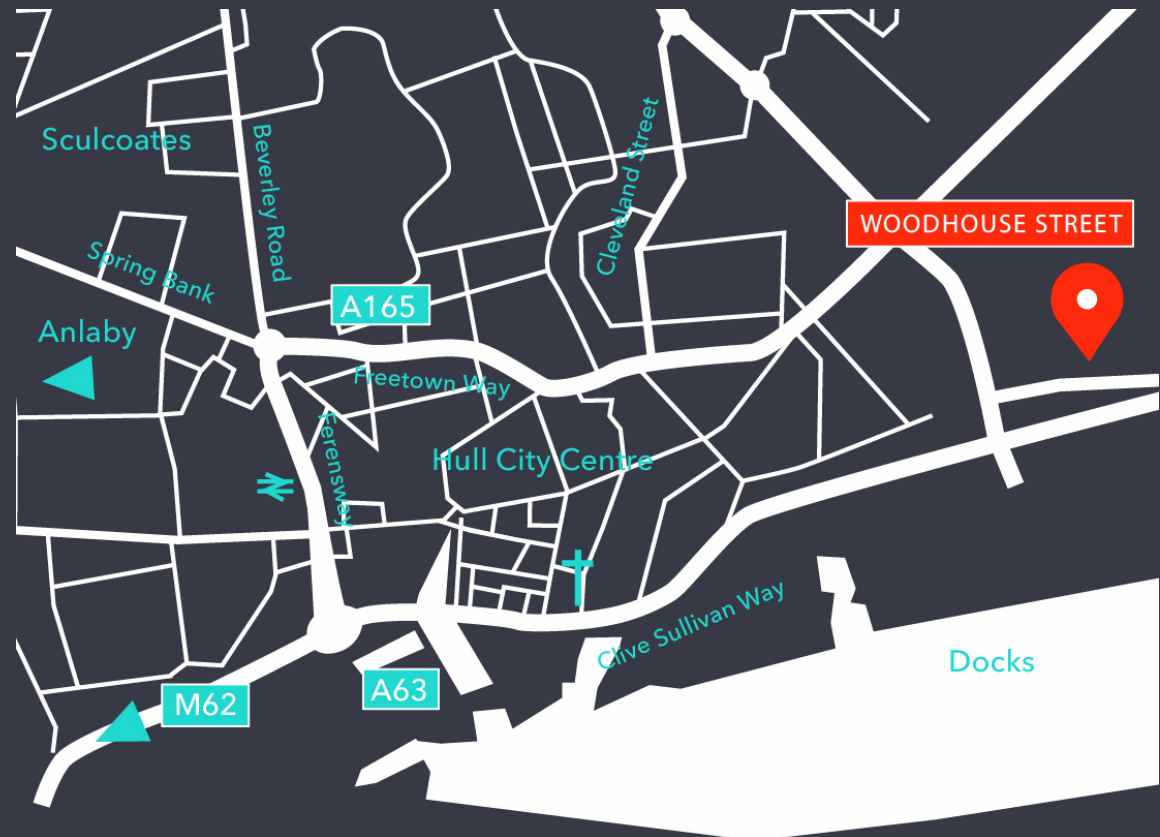 Sculcoates
Beverley Road
Cleveland Street
WOODHOUSE STREET
Spring Bank
A165
Anlaby
Freetown Way
Ferensway
Hull City Centre
Clive Sullivan Way
Docks
A63
M62